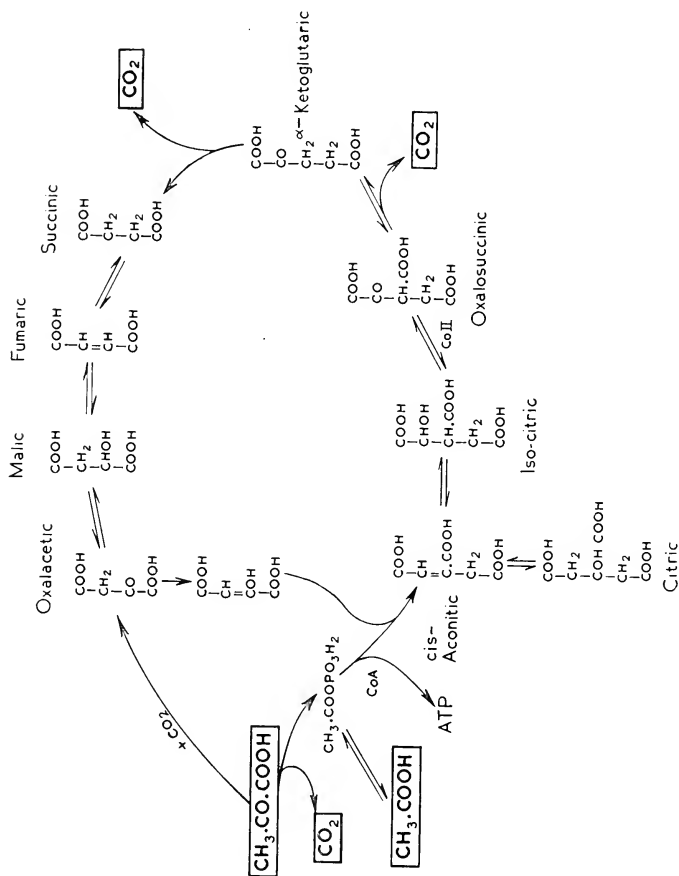 Oxalacetic
COOH
CH₂
CO
COOH
Malic
COOH
CH₂
CHOH
COOH
Fumaric
COOH
CH
CH
COOH
Succinic
COOH
CH₂
CH₂
COOH
CO₂
+ CO₂
COOH
CH
COH
COOH
COOH
CO
CH₂
CH₂
COOH
α-Ketoglutaric
CH₃.CO.COOH
CO₂
CH₃.COOPO₃H₂
CoA
ATP
CH₃.COOH
cis-
Aconitic
COOH
CH
C.COOH
CH₂
COOH
COOH
CHOH
CH.COOH
CH₂
COOH
Iso-citric
CoII
COOH
CO
CH.COOH
CH₂
COOH
Oxalosuccinic
CO₂
COOH
CH₂
COH COOH
CH₂
COOH
Citric